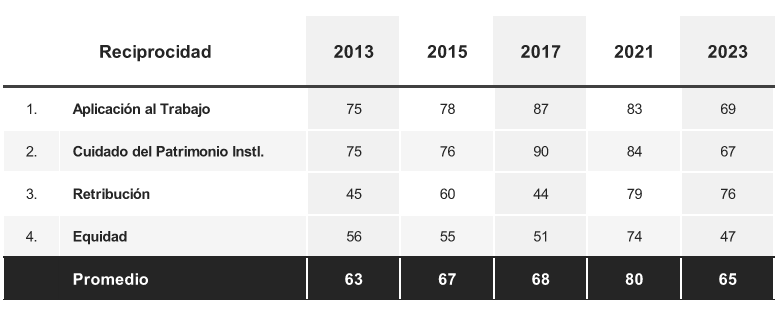 Reciprocidad 2013 2015 2017 2021 2023
1. Aplicación al Trabajo 75 78 87 83 69
2. Cuidado del Patrimonio Instl. 75 76 90 84 67
3. Retribución 45 60 44 79 76
4. Equidad 56 55 51 74 47
Promedio 63 67 68 80 65